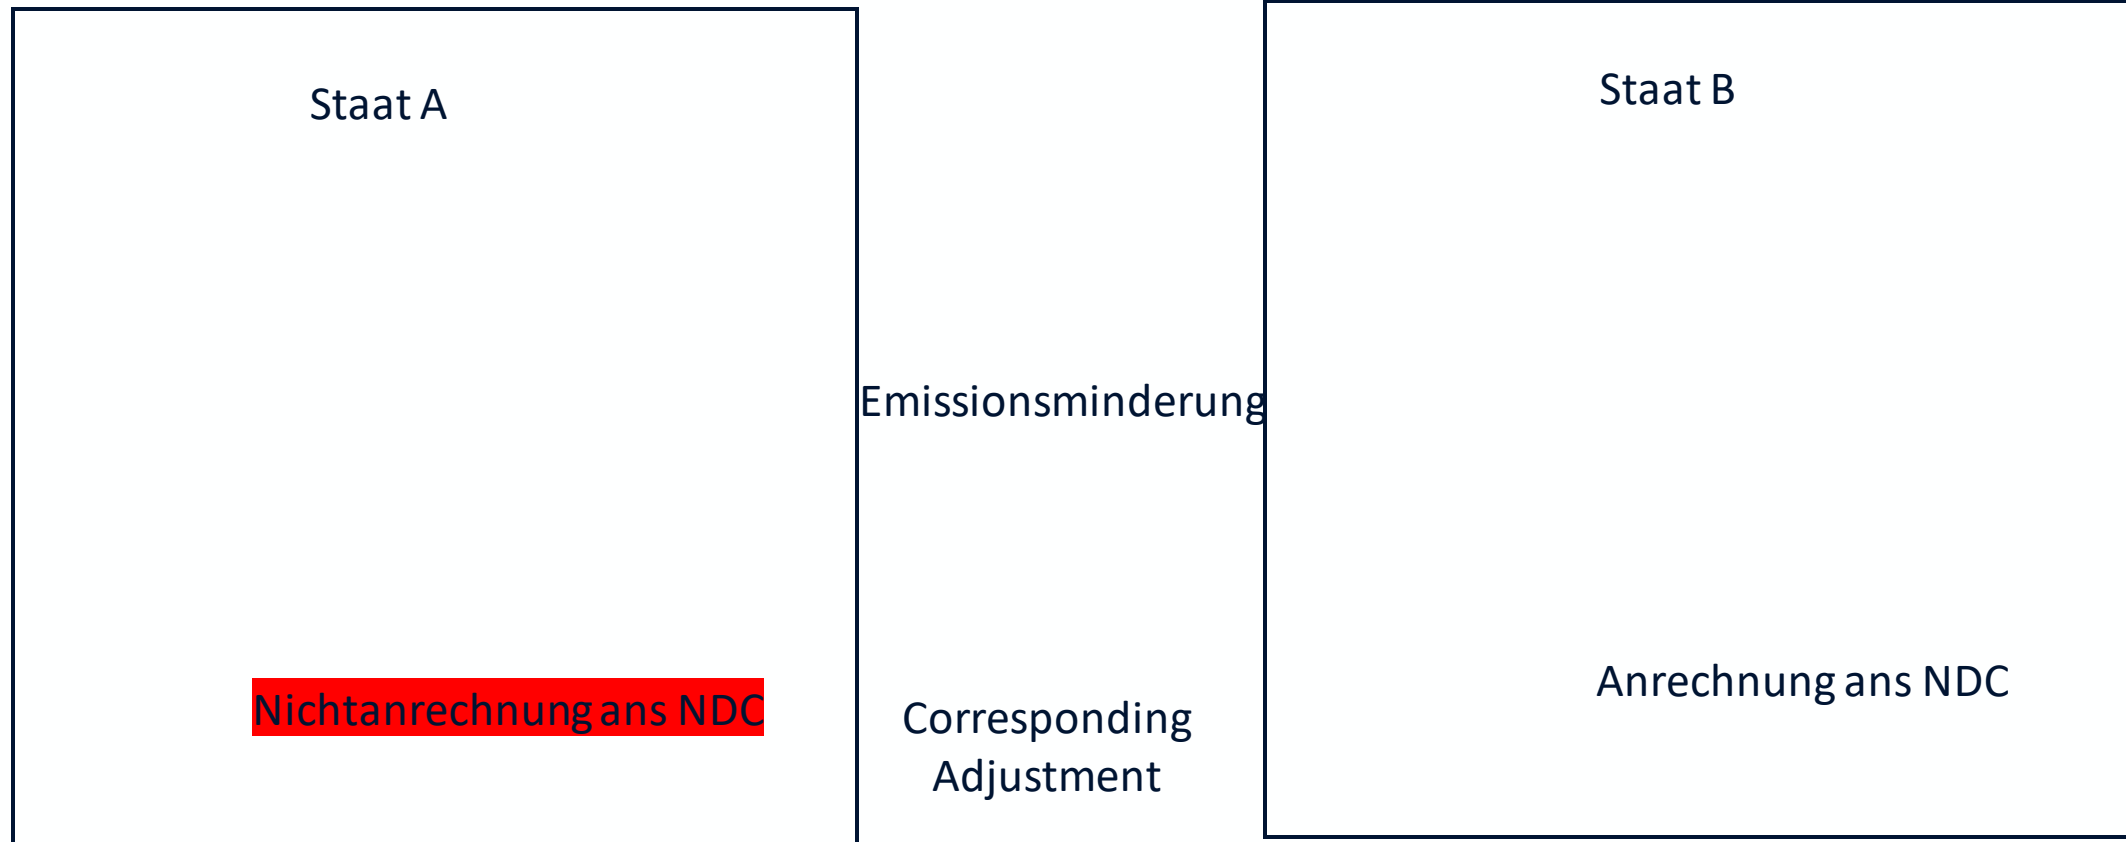 Staat A
Staat B
Emissionsminderung
Nichtanrechnung ans NDC
Corresponding
Adjustment
Anrechnung ans NDC